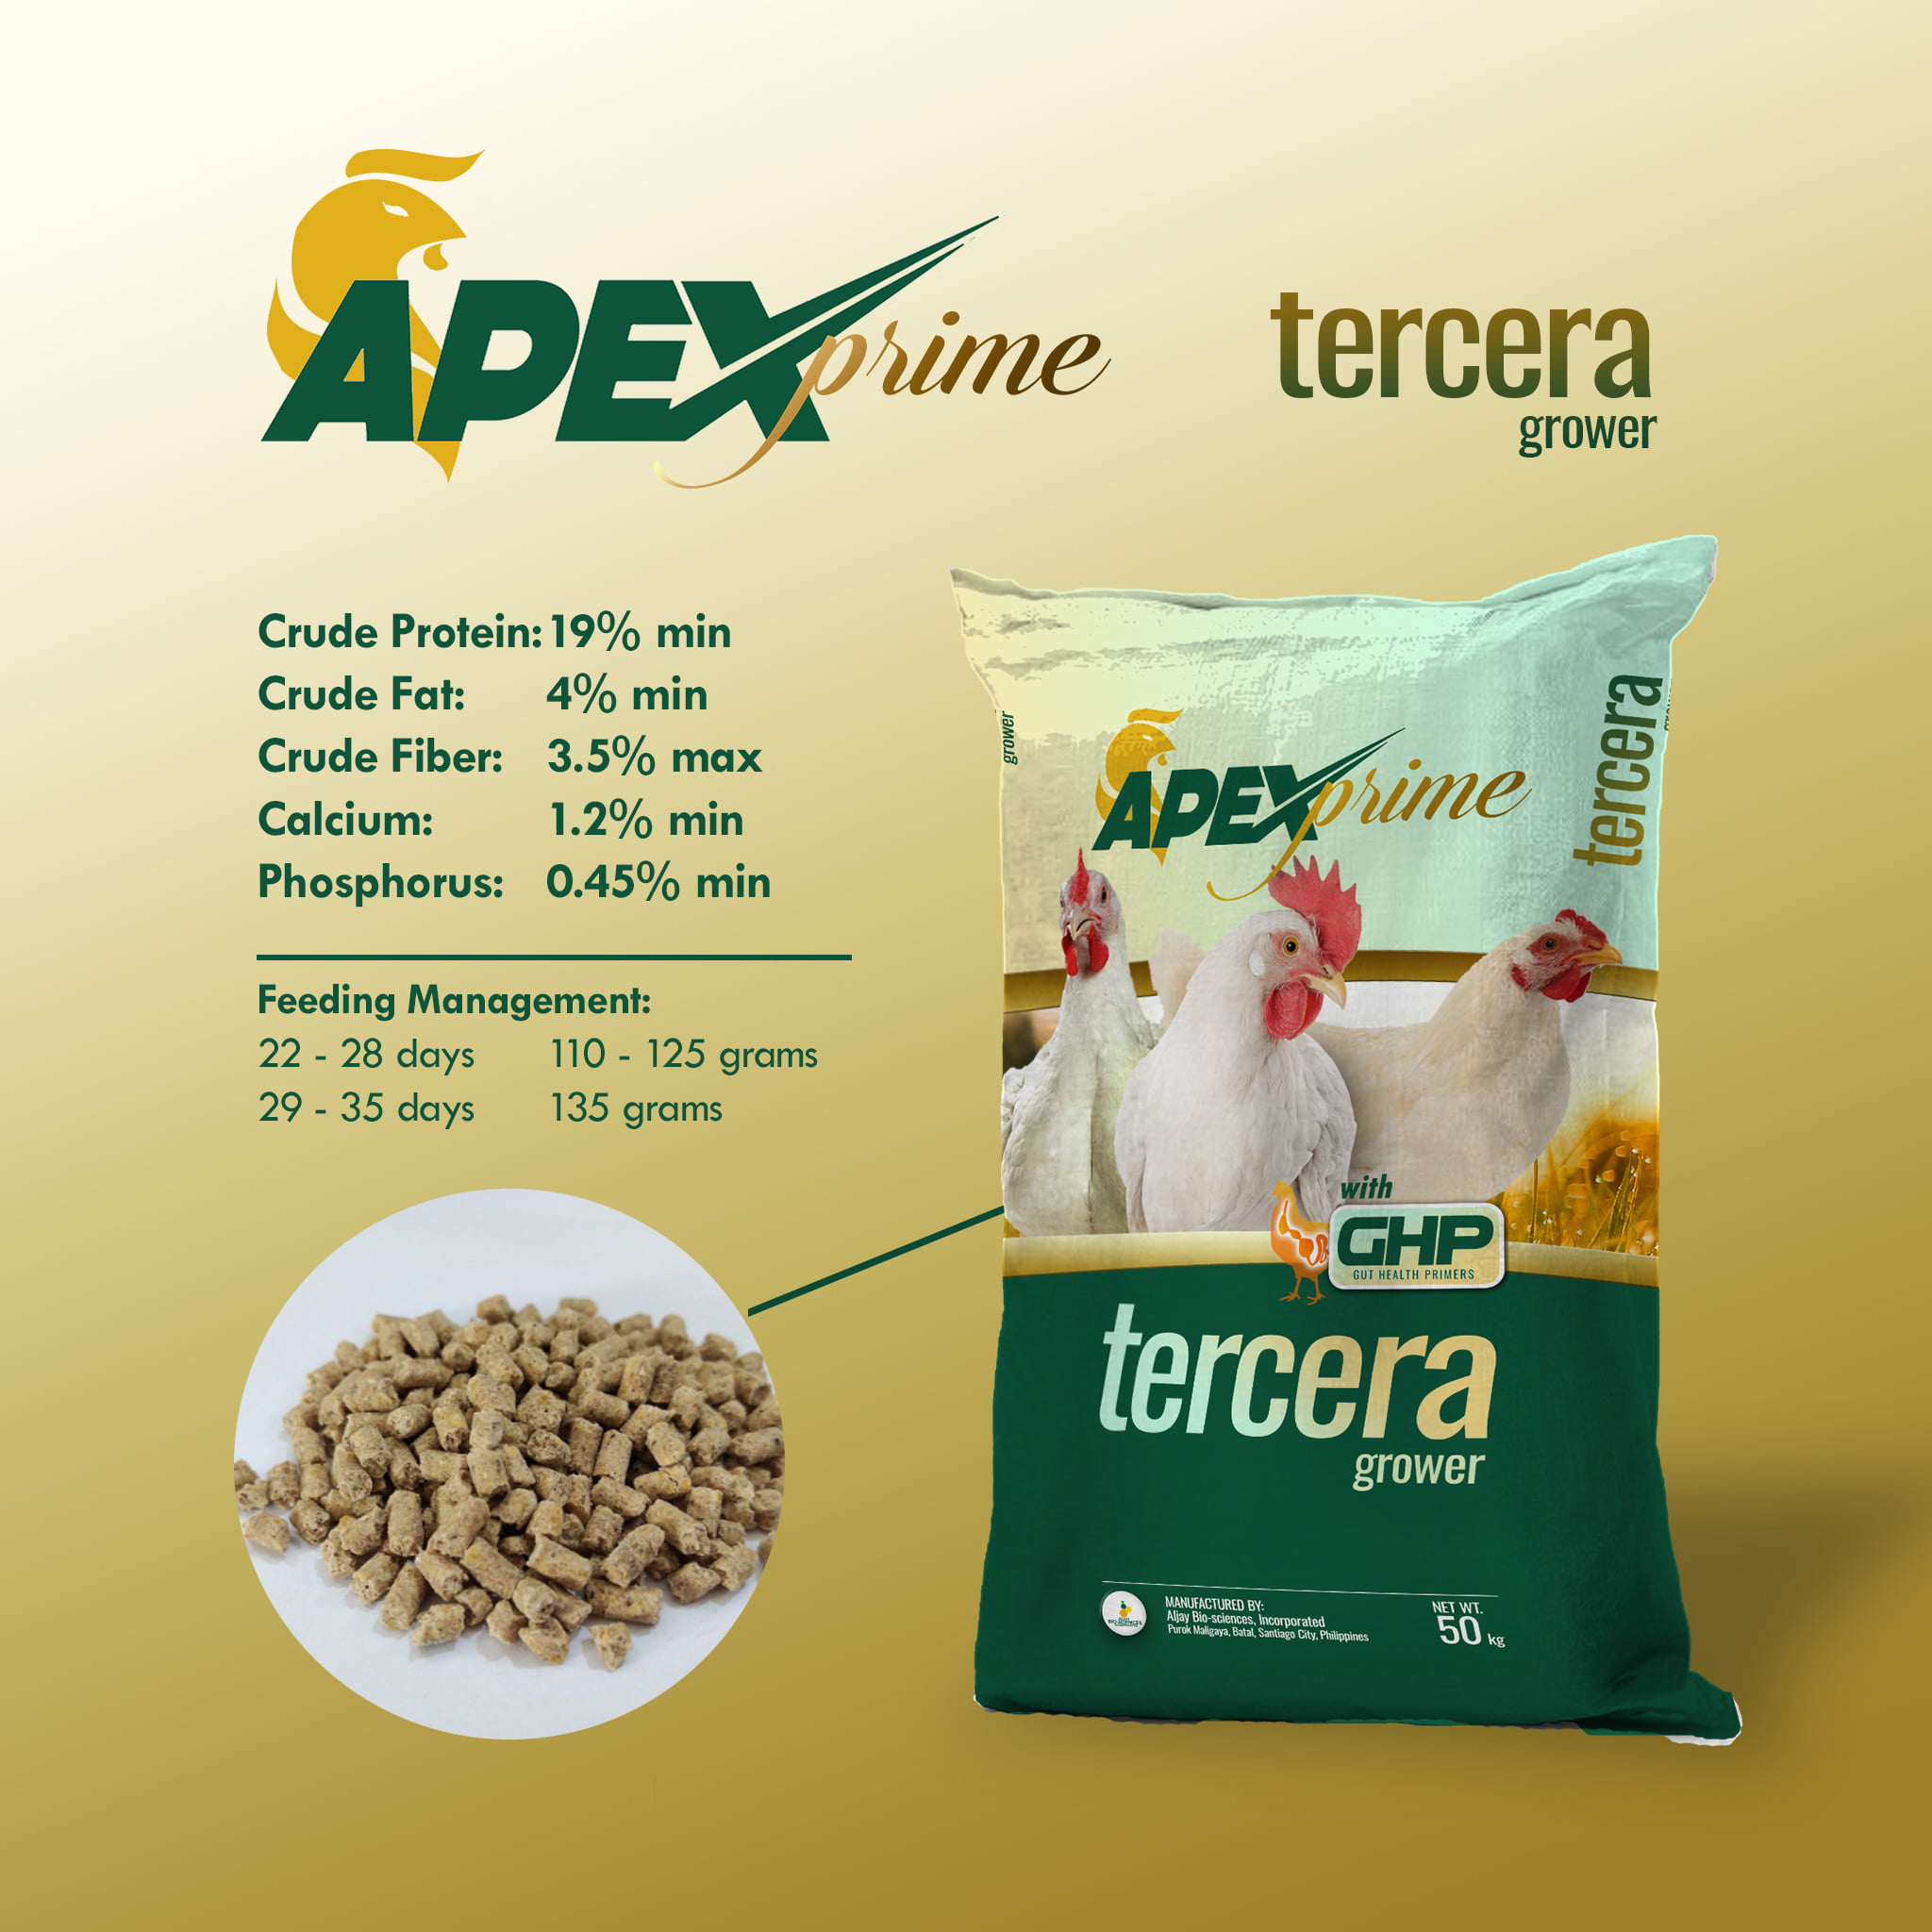 APEX prime
tercera
grower
Crude Protein: 19% min
Crude Fat: 4% min
Crude Fiber: 3.5% max
Calcium: 1.2% min
Phosphorus: 0.45% min
Feeding Management:
22 - 28 days 110 - 125 grams
29 - 35 days 135 grams
grower
tercera
APEX prime
with
GHP
GUT HEALTH PRIMERS
tercera
grower
MANUFACTURED BY:
Aljay Bio-sciences, Incorporated
Purok Maligaya, Batal, Santiago City, Philippines
NET WT.
50 kg